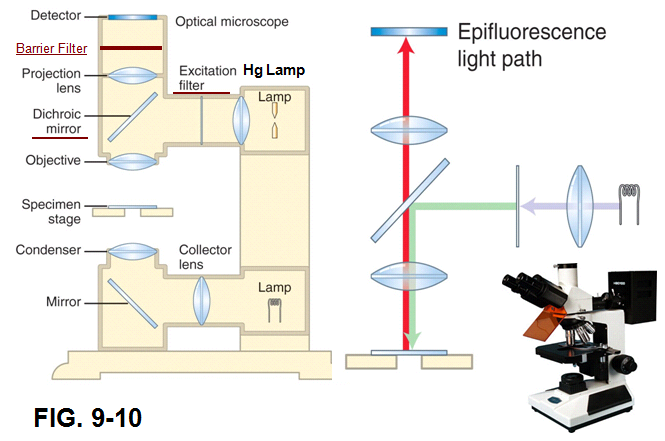 Detector
Optical microscope
Barrier Filter
Projection
lens
Excitation
filter
Hg Lamp
Lamp
Dichroic
mirror
Objective
Specimen
stage
Condenser
Collector
lens
Mirror
Lamp
FIG. 9-10
Epifluorescence
light path